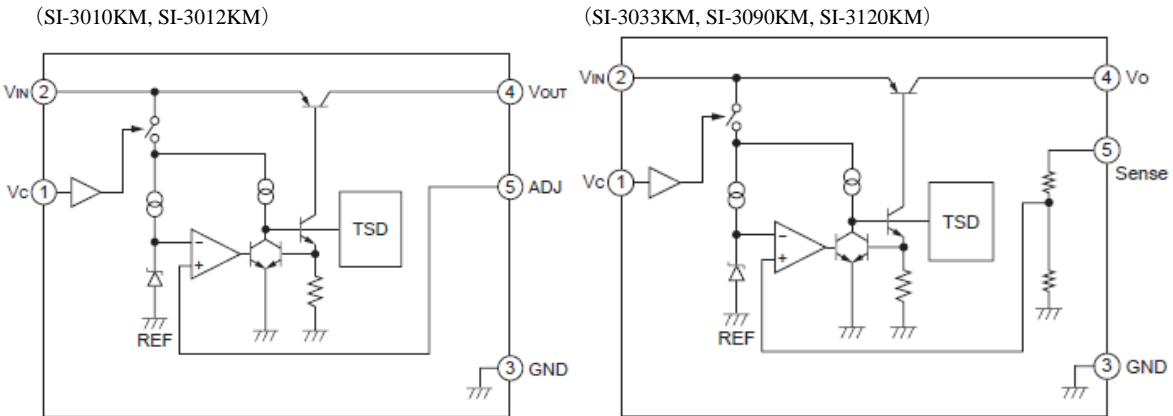 (SI-3010KM, SI-3012KM)
VIN 2
4 VOUT
VC 1
5 ADJ
TSD
-
+
REF
3 GND
(SI-3033KM, SI-3090KM, SI-3120KM)
VIN 2
4 VO
5
Sense
VC 1
TSD
-
+
REF
3 GND